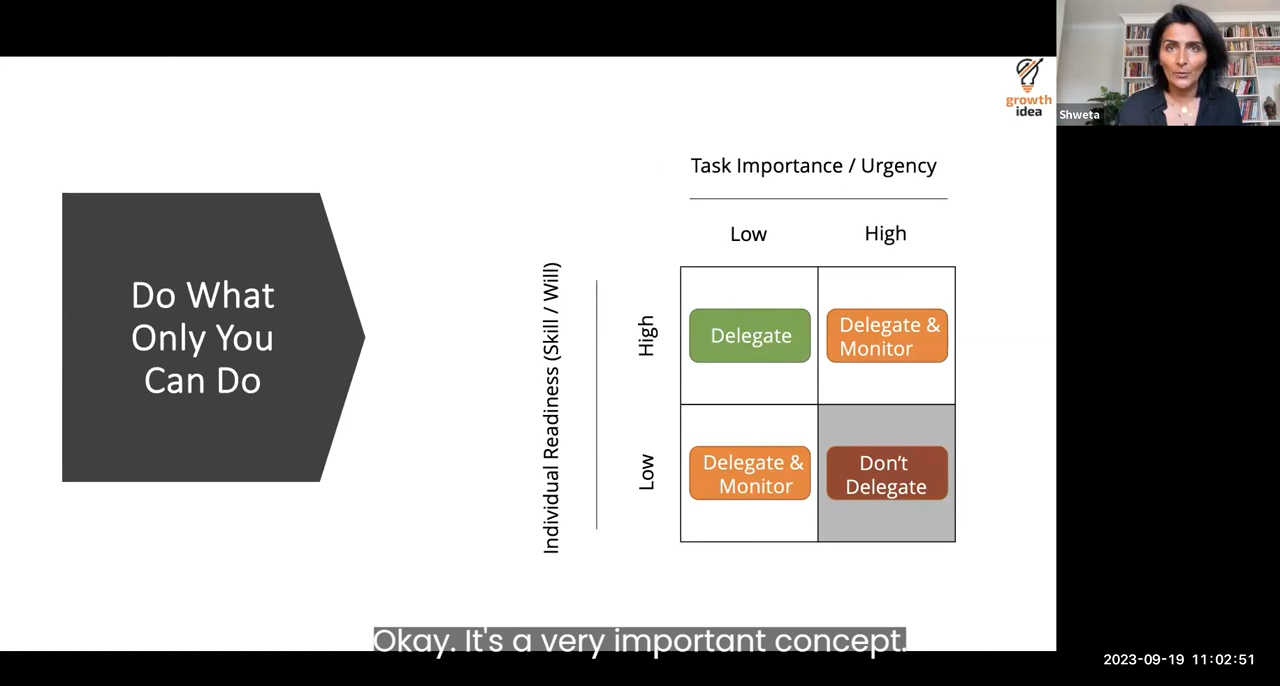 growth
idea
Shweta
Task Importance / Urgency
Low
High
Do What
Only You
Can Do
Individual Readiness (Skill / Will)
High
Delegate
Delegate &
Monitor
Low
Delegate &
Monitor
Don't
Delegate
Okay. It's a very important concept.
2023-09-19 11:02:51